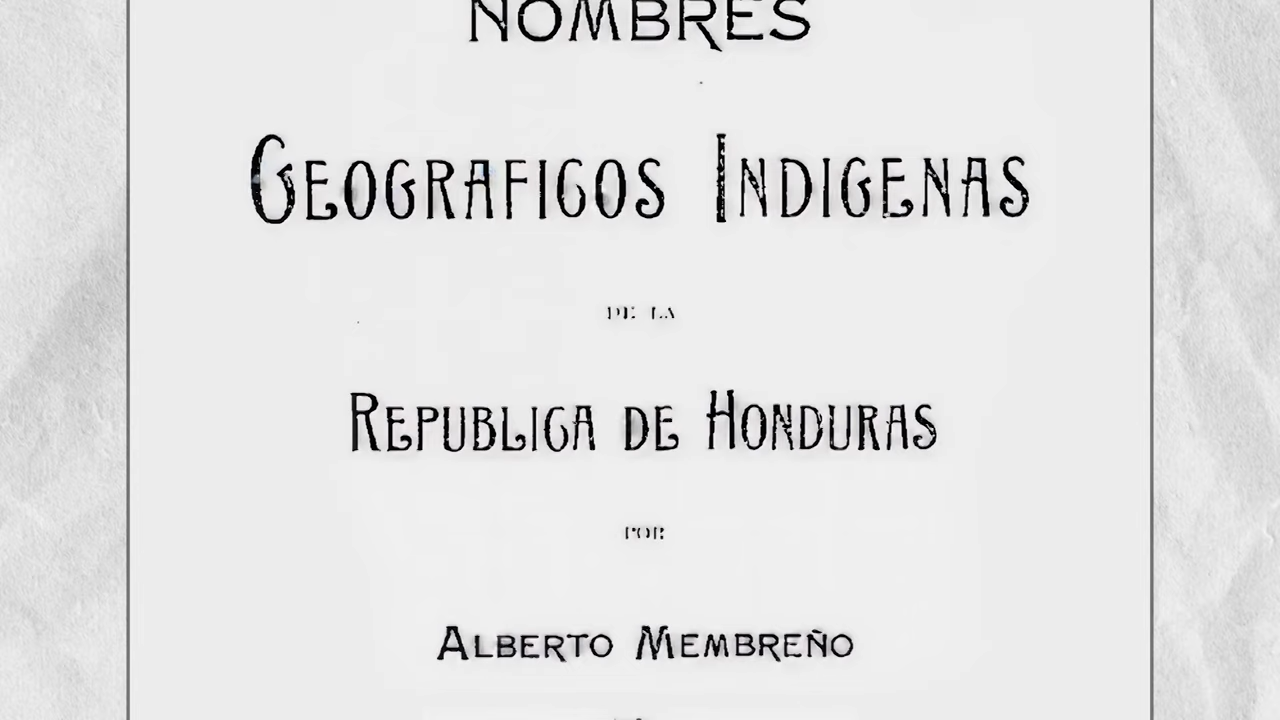 NOMBRES
GEOGRAFICOS INDIGENAS
DE LA
REPUBLICA DE HONDURAS
POR
ALBERTO MEMBREÑO